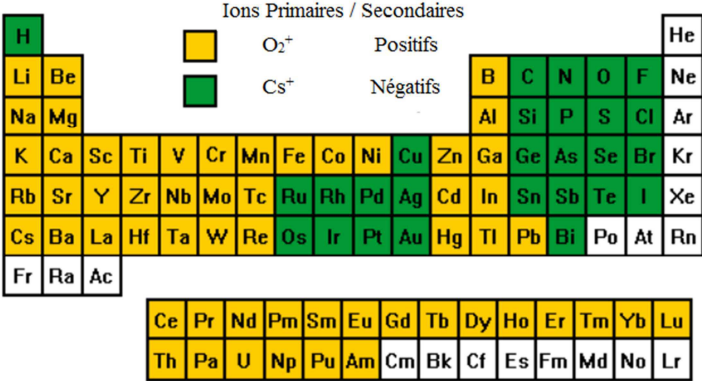 Ions Primaires / Secondaires
H He
O₂⁺ Positifs
Li Be B C N O F Ne
Cs⁺ Négatifs
Na Mg Al Si P S Cl Ar
K Ca Sc Ti V Cr Mn Fe Co Ni Cu Zn Ga Ge As Se Br Kr
Rb Sr Y Zr Nb Mo Tc Ru Rh Pd Ag Cd In Sn Sb Te I Xe
Cs Ba La Hf Ta W Re Os Ir Pt Au Hg Tl Pb Bi Po At Rn
Fr Ra Ac
Ce Pr Nd Pm Sm Eu Gd Tb Dy Ho Er Tm Yb Lu
Th Pa U Np Pu Am Cm Bk Cf Es Fm Md No Lr